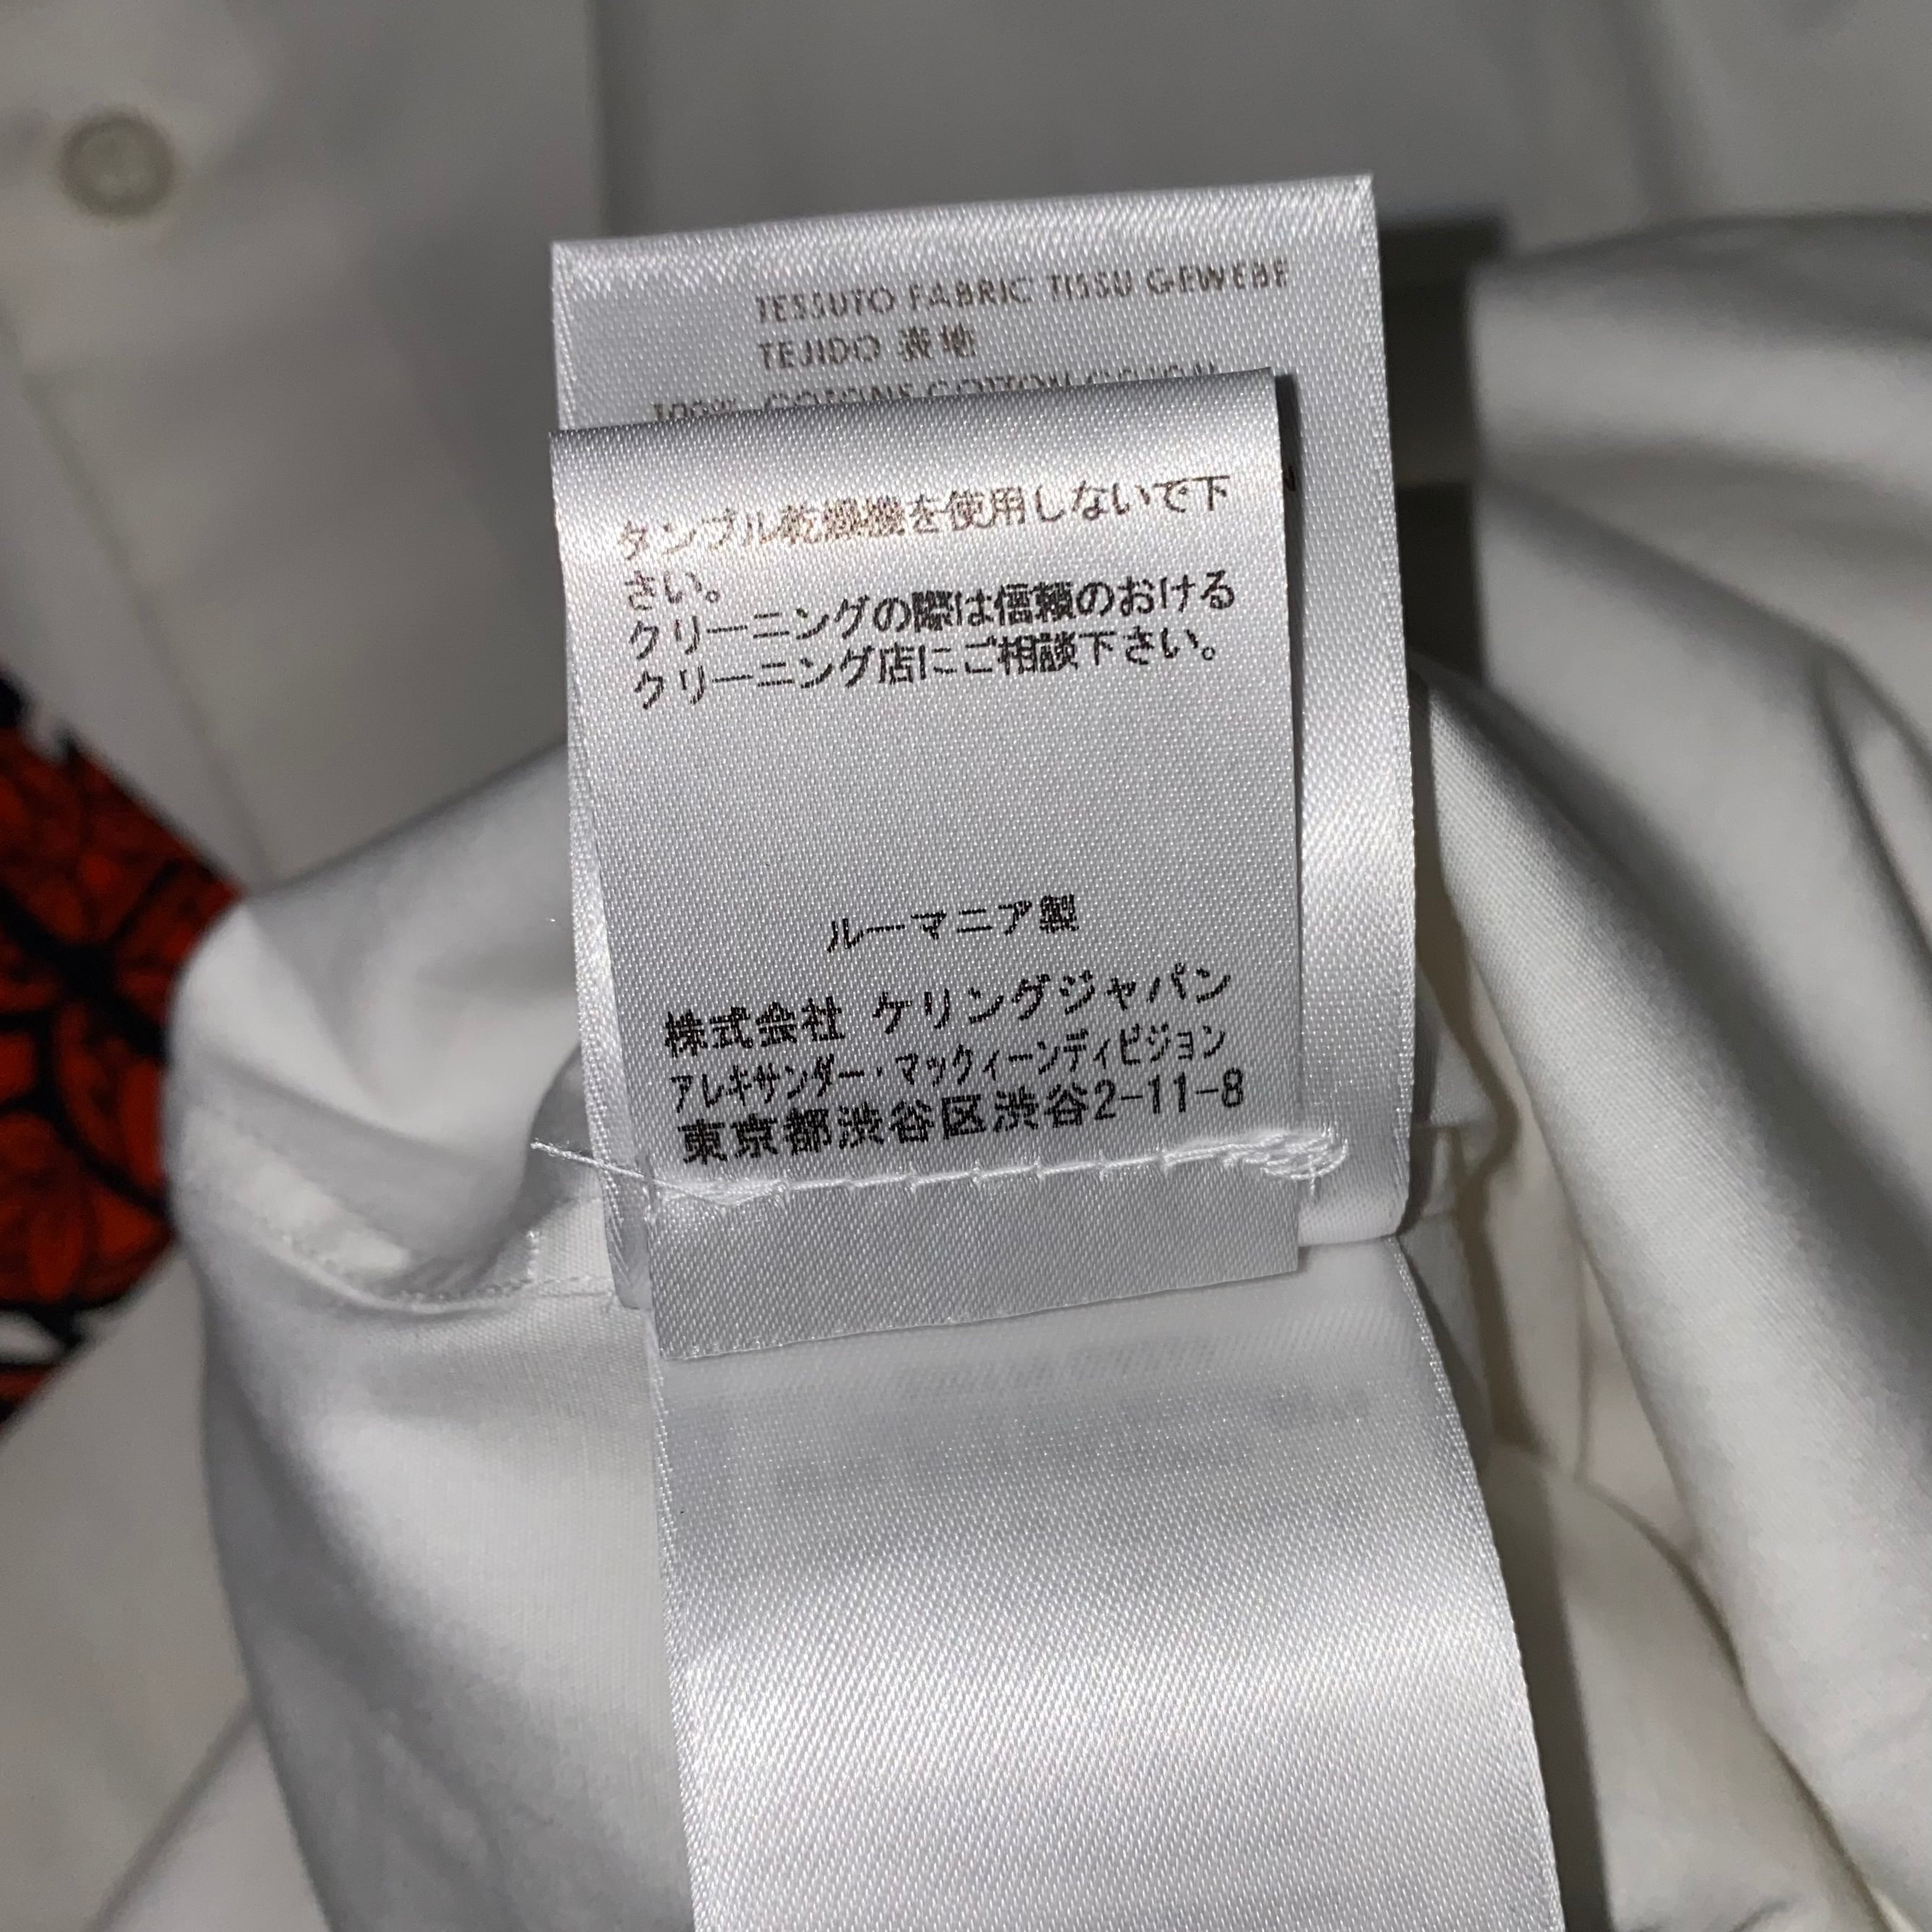 TESSUTO FABRIC TISSU GEWEBE
TEJIDO 表地
100% COTONE COTTON COTON
タンブル乾燥機を使用しないで下
さい。
クリーニングの際は信頼のおける
クリーニング店にご相談下さい。
ルーマニア製
株式会社 ケリングジャパン
アレキサンダー・マックィーンディビジョン
東京都渋谷区渋谷2-11-8